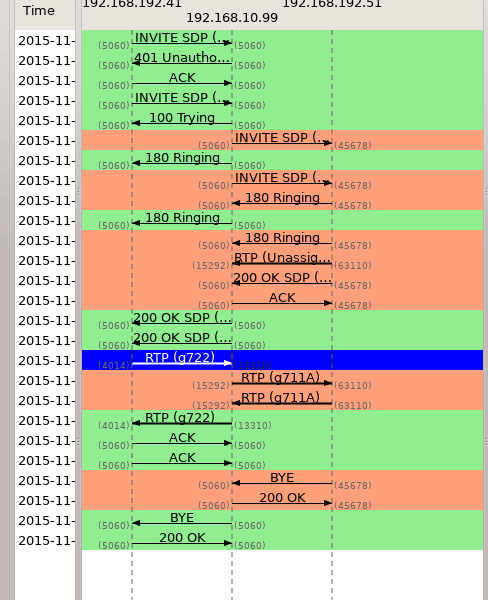 192.168.192.41 192.168.192.51
Time
192.168.10.99
2015-11- INVITE SDP (...
(5060) (5060)
2015-11- 401 Unautho...
(5060) (5060)
2015-11- ACK
(5060) (5060)
2015-11- INVITE SDP (...
(5060) (5060)
2015-11- 100 Trying
(5060) (5060)
2015-11- INVITE SDP (...
(5060) (45678)
2015-11- 180 Ringing
(5060) (5060)
2015-11- INVITE SDP (...
(5060) (45678)
2015-11- 180 Ringing
(5060) (45678)
2015-11- 180 Ringing
(5060) (5060)
2015-11- 180 Ringing
(5060) (45678)
2015-11- RTP (Unassig...
(15292) (63110)
2015-11- 200 OK SDP (...
(5060) (45678)
2015-11- ACK
(5060) (45678)
2015-11- 200 OK SDP (...
(5060) (5060)
2015-11- 200 OK SDP (...
(5060) (5060)
2015-11- RTP (g722)
(4014)
2015-11- RTP (g711A)
(15292) (63110)
2015-11- RTP (g711A)
(15292) (63110)
2015-11- RTP (g722)
(4014) (13310)
2015-11- ACK
(5060) (5060)
2015-11- ACK
(5060) (5060)
2015-11- BYE
(5060) (45678)
2015-11- 200 OK
(5060) (45678)
2015-11- BYE
(5060) (5060)
2015-11- 200 OK
(5060) (5060)